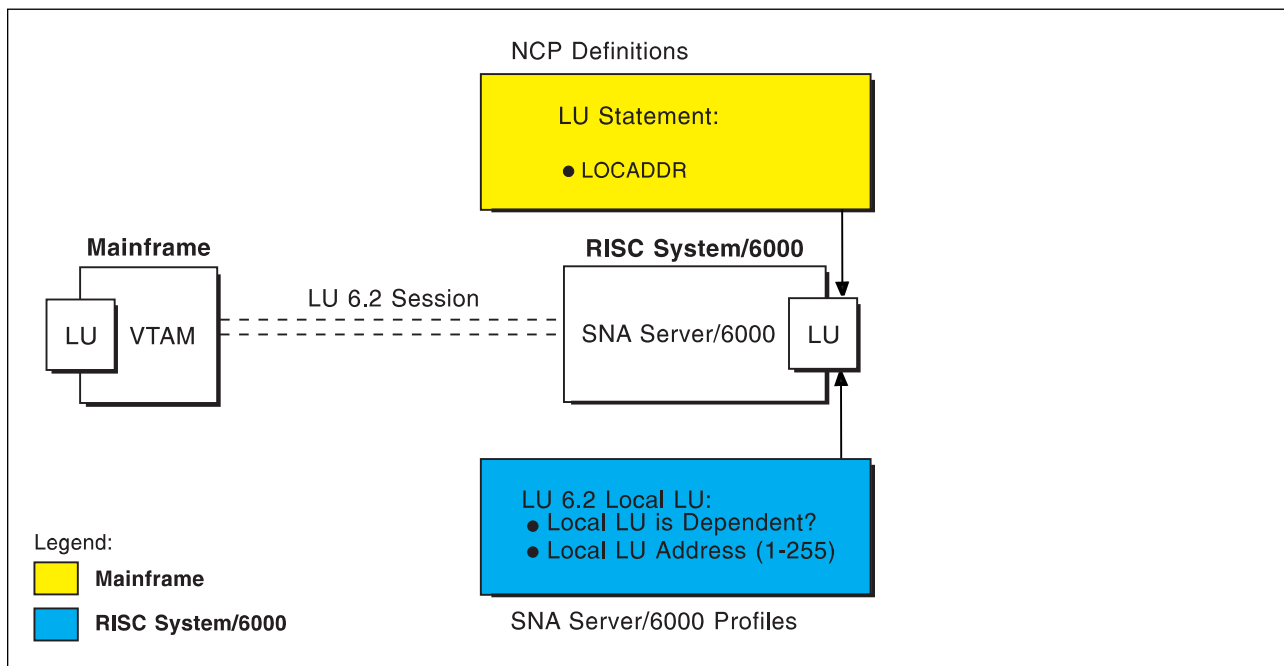 NCP Definitions
LU Statement:
● LOCADDR
Mainframe
RISC System/6000
LU 6.2 Session
LU
VTAM
SNA Server/6000
LU
LU 6.2 Local LU:
● Local LU is Dependent?
● Local LU Address (1-255)
Legend:
Mainframe
RISC System/6000
SNA Server/6000 Profiles